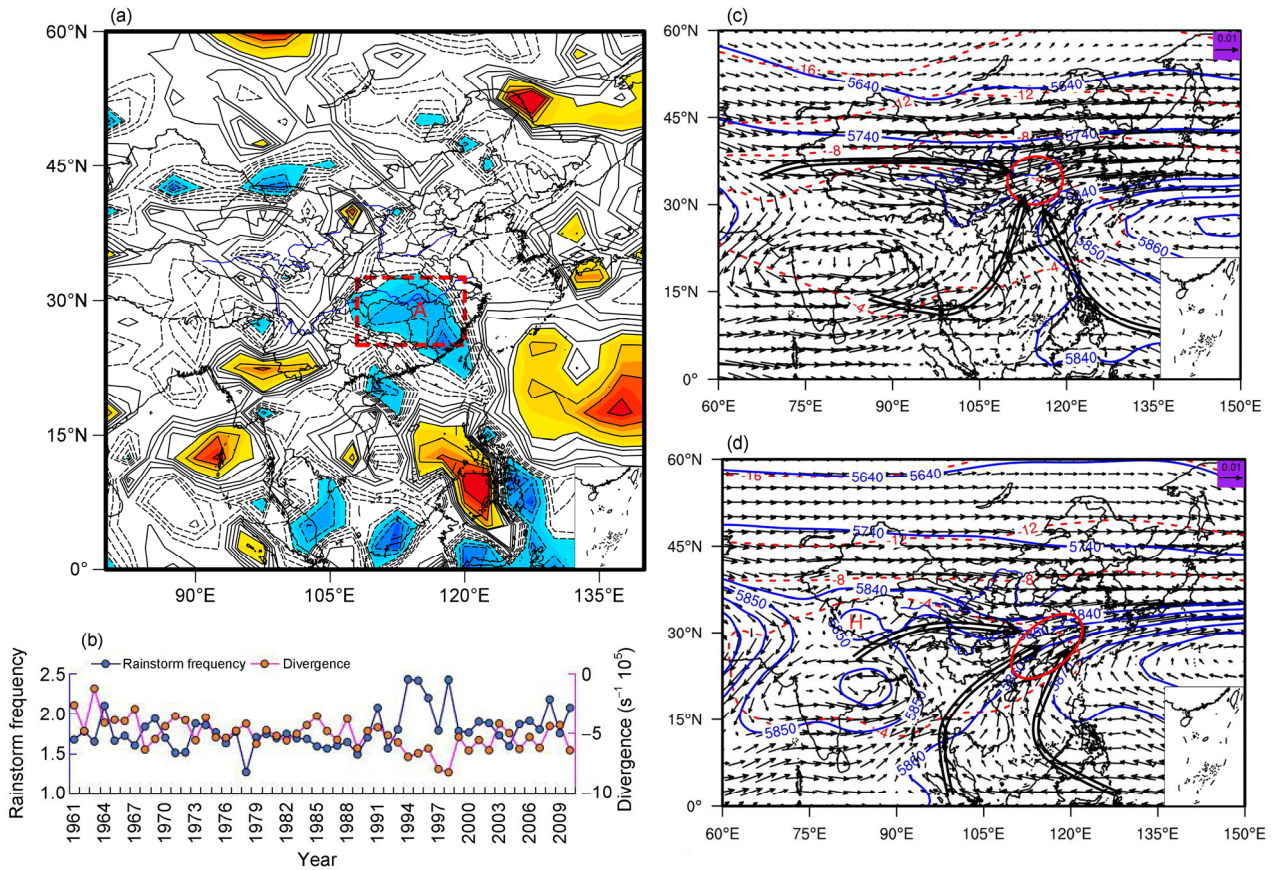 (a)
60°N
45°N
30°N
15°N
0°
A
90°E
105°E
120°E
135°E
(b)
Rainstorm frequency
Divergence
Rainstorm frequency
2.5
2.0
1.5
1.0
0
−5
−10
Divergence (s⁻¹ 10⁵)
1961
1964
1967
1970
1973
1976
1979
1982
1985
1988
1991
1994
1997
2000
2003
2006
2009
Year
(c)
0.01
60°N
45°N
30°N
15°N
0°
-16
5640
-12
-12
5640
5740
-8
-8
5740
5840
5850
5860
-4
-4
5840
60°E
75°E
90°E
105°E
120°E
135°E
150°E
(d)
0.01
60°N
45°N
30°N
15°N
0°
-16
5640
5640
5740
-12
-12
5740
-8
5840
-8
5850
-4
5840
H
5850
5850
-4
5860
60°E
75°E
90°E
105°E
120°E
135°E
150°E